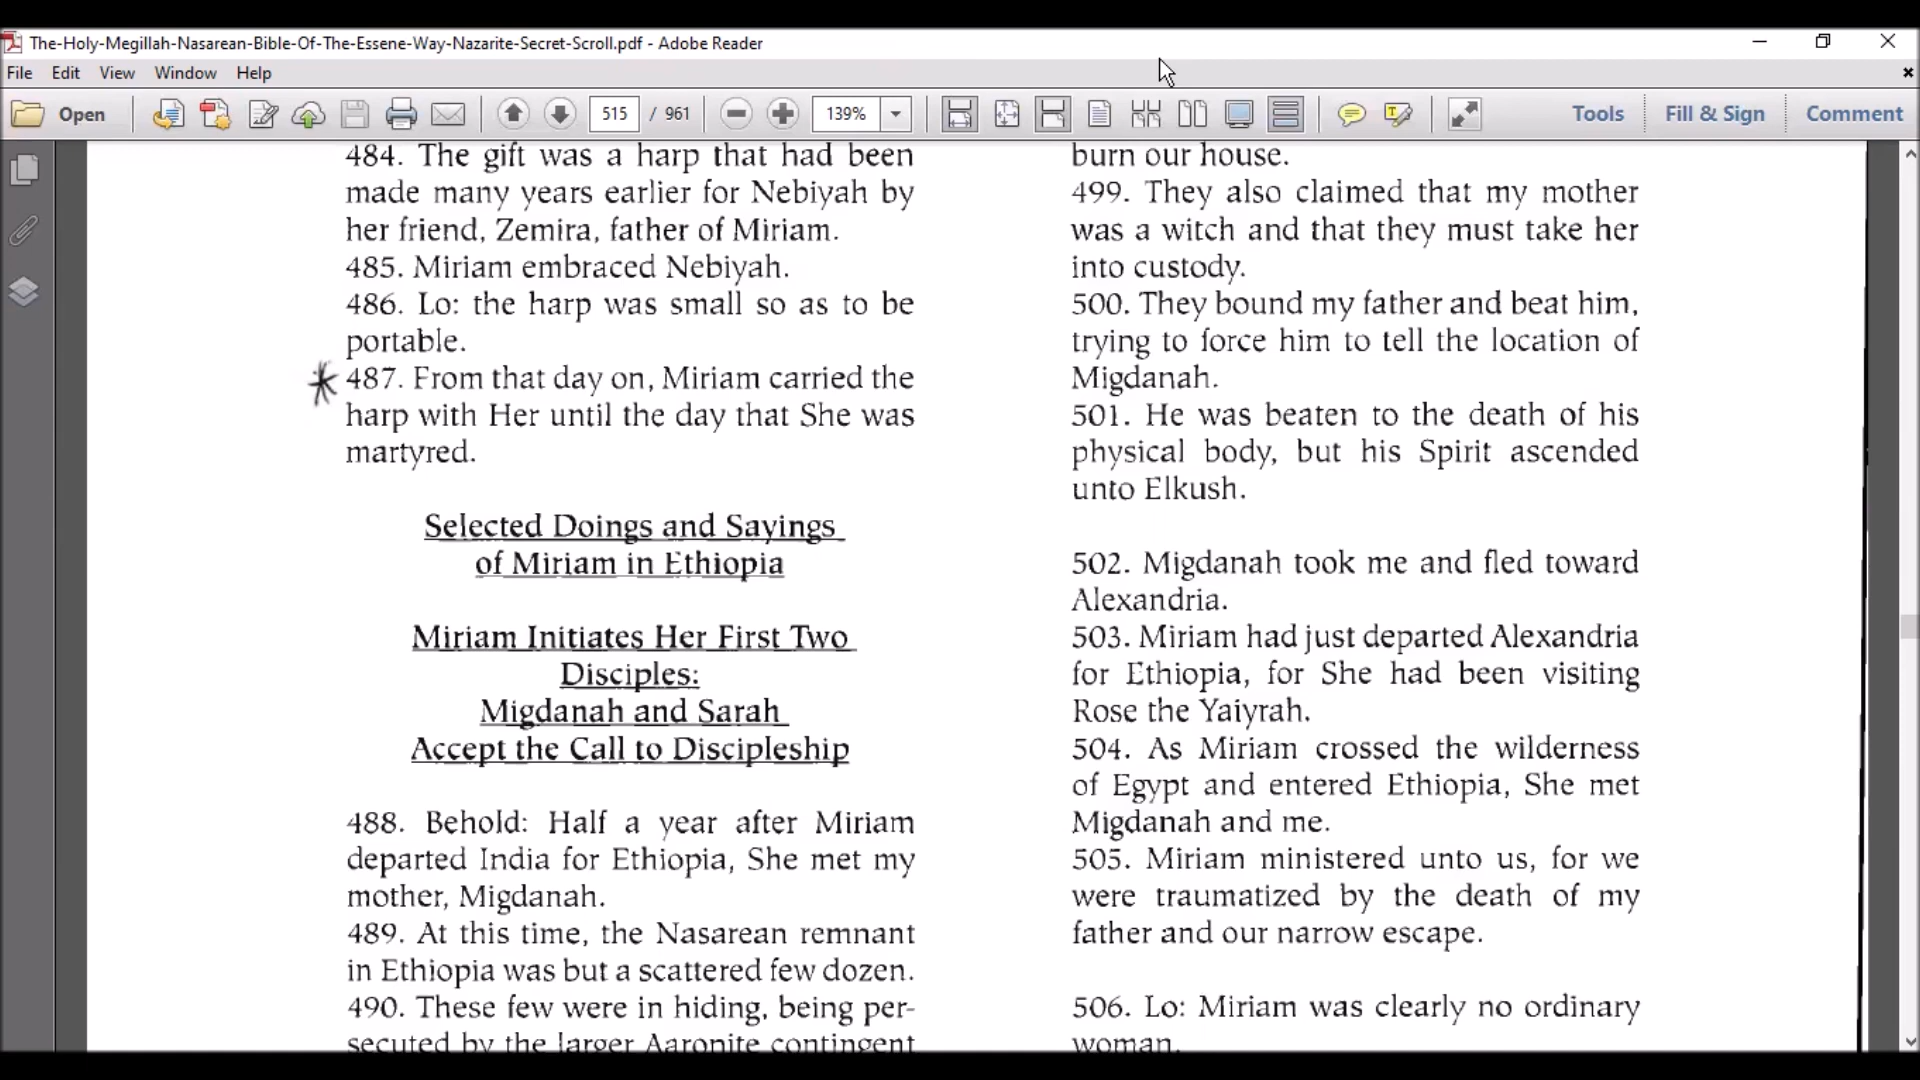 The-Holy-Megillah-Nasarean-Bible-Of-The-Essene-Way-Nazarite-Secret-Scroll.pdf - Adobe Reader
File Edit View Window Help
Open 515 / 961 139% Tools Fill & Sign Comment
484. The gift was a harp that had been
made many years earlier for Nebiyah by
her friend, Zemira, father of Miriam.
485. Miriam embraced Nebiyah.
486. Lo: the harp was small so as to be
portable.
487. From that day on, Miriam carried the
harp with Her until the day that She was
martyred.
Selected Doings and Sayings
of Miriam in Ethiopia
Miriam Initiates Her First Two
Disciples:
Migdanah and Sarah
Accept the Call to Discipleship
488. Behold: Half a year after Miriam
departed India for Ethiopia, She met my
mother, Migdanah.
489. At this time, the Nasarean remnant
in Ethiopia was but a scattered few dozen.
490. These few were in hiding, being per-
secuted by the larger Aaronite contingent
burn our house.
499. They also claimed that my mother
was a witch and that they must take her
into custody.
500. They bound my father and beat him,
trying to force him to tell the location of
Migdanah.
501. He was beaten to the death of his
physical body, but his Spirit ascended
unto Elkush.
502. Migdanah took me and fled toward
Alexandria.
503. Miriam had just departed Alexandria
for Ethiopia, for She had been visiting
Rose the Yaiyrah.
504. As Miriam crossed the wilderness
of Egypt and entered Ethiopia, She met
Migdanah and me.
505. Miriam ministered unto us, for we
were traumatized by the death of my
father and our narrow escape.
506. Lo: Miriam was clearly no ordinary
woman.